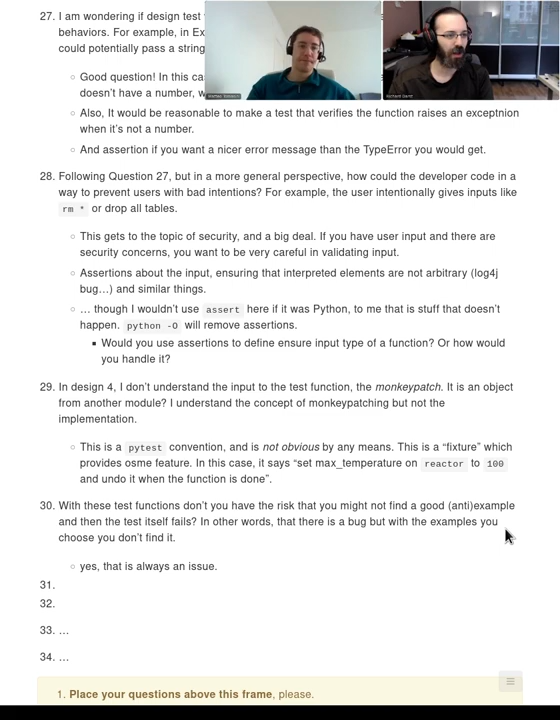 27. I am wondering if design test
behaviors. For example, in Ex
could potentially pass a string
Good question! In this ca
doesn't have a number, w
Also, It would be reasonable to make a test that verifies the function raises an exceptnion
when it's not a number.
And assertion if you want a nicer error message than the TypeError you would get.
28. Following Question 27, but in a more general perspective, how could the developer code in a
way to prevent users with bad intentions? For example, the user intentionally gives inputs like
rm * or drop all tables.
This gets to the topic of security, and a big deal. If you have user input and there are
security concerns, you want to be very careful in validating input.
Assertions about the input, ensuring that interpreted elements are not arbitrary (log4j
bug…) and similar things.
… though I wouldn't use assert here if it was Python, to me that is stuff that doesn't
happen. python -O will remove assertions.
Would you use assertions to define ensure input type of a function? Or how would
you handle it?
29. In design 4, I don't understand the input to the test function, the monkeypatch. It is an object
from another module? I understand the concept of monkeypatching but not the
implementation.
This is a pytest convention, and is not obvious by any means. This is a "fixture" which
provides osme feature. In this case, it says "set max_temperature on reactor to 100
and undo it when the function is done".
30. With these test functions don't you have the risk that you might not find a good (anti)example
and then the test itself fails? In other words, that there is a bug but with the examples you
choose you don't find it.
yes, that is always an issue.
31.
32.
33. …
34. …
1. Place your questions above this frame, please.